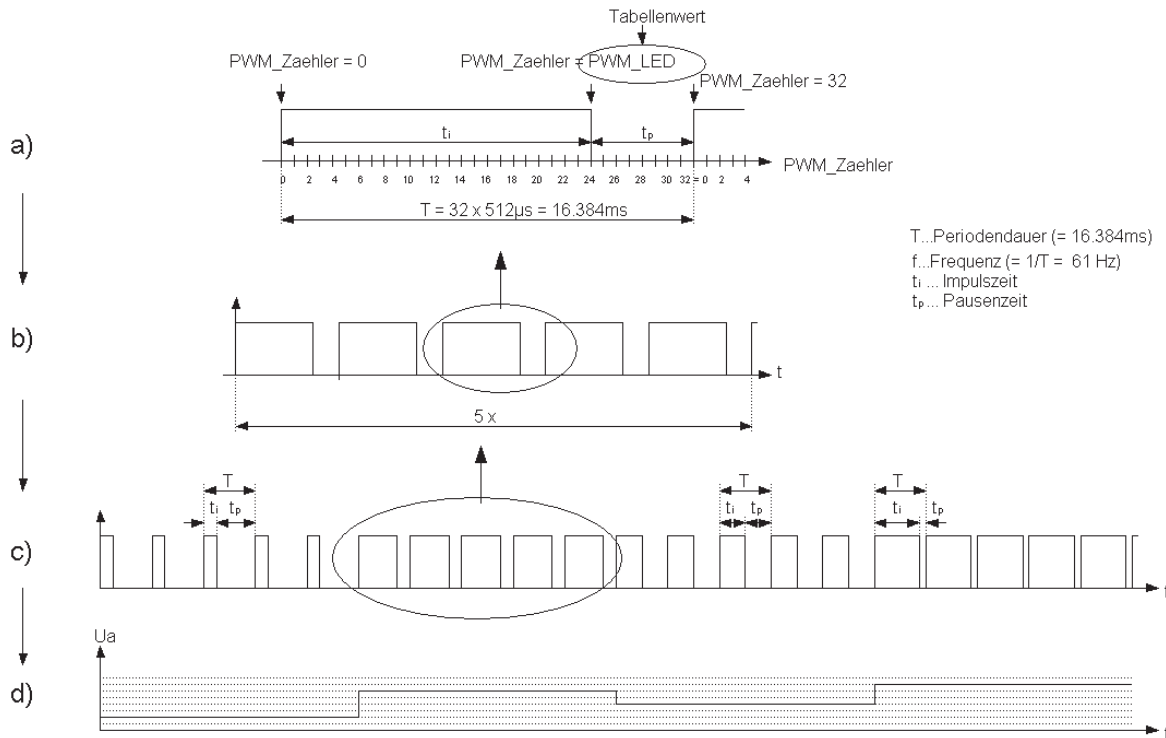 Tabellenwert
PWM_Zaehler = 0
PWM_Zaehler = PWM_LED
PWM_Zaehler = 32
a)
ti
tp
PWM_Zaehler
0 2 4 6 8 10 12 14 16 18 20 22 24 26 28 30 32 = 0 2 4
T = 32 x 512µs = 16.384ms
T...Periodendauer (= 16.384ms)
f...Frequenz (= 1/T = 61 Hz)
ti ... Impulszeit
tp ... Pausenzeit
b)
t
5 x
T
ti
tp
T
ti
tp
T
ti
tp
c)
t
Ua
d)
t